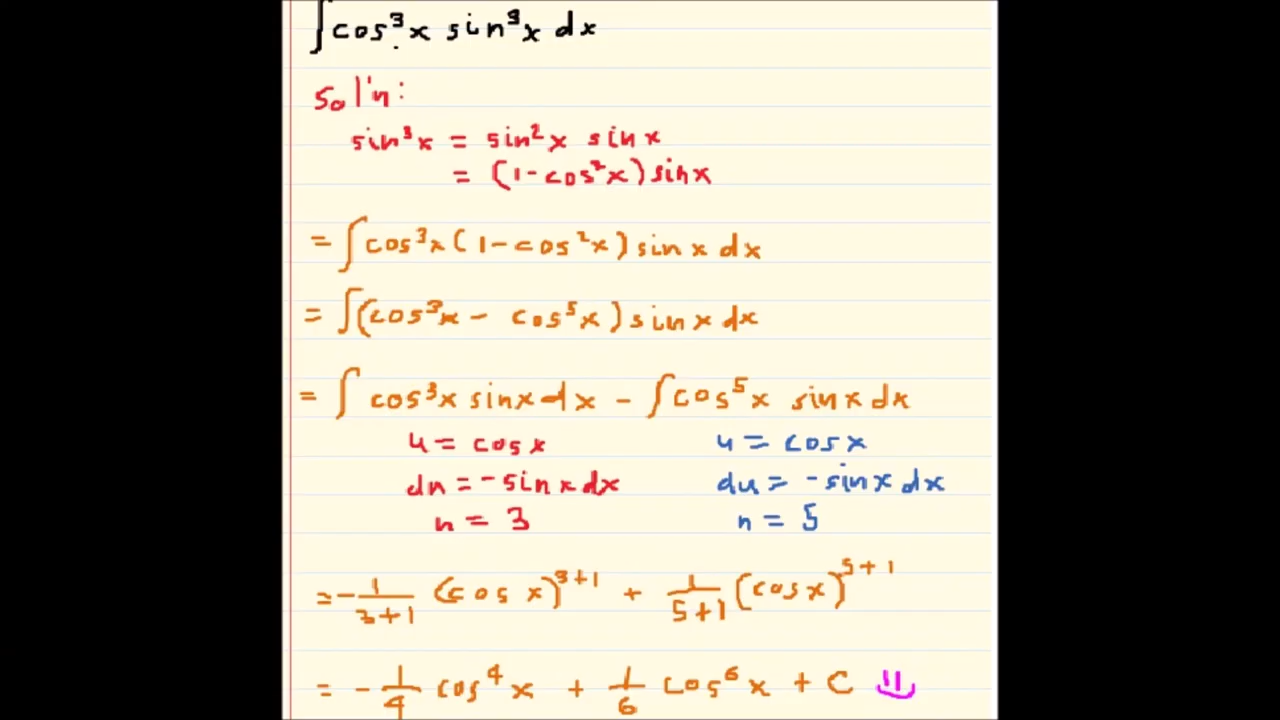 ∫cos³x sin³x dx
Sol'n:
sin³x = sin²x sinx
= (1-cos²x)sinx
= ∫cos³x(1-cos²x)sinx dx
= ∫(cos³x - cos⁵x)sinx dx
= ∫cos³x sinx dx - ∫cos⁵x sinx dx
u = cosx u = cosx
du = -sinx dx du = -sinx dx
n = 3 n = 5
= -1/(3+1) (cosx)³⁺¹ + 1/(5+1) (cosx)⁵⁺¹
= -1/4 cos⁴x + 1/6 cos⁶x + C